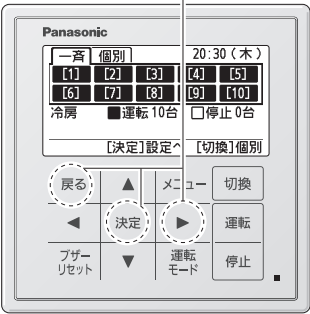 Panasonic
一斉 個別 20:30(木)
[1] [2] [3] [4] [5]
[6] [7] [8] [9] [10]
冷房 ■運転10台 □停止 0台
[決定]設定へ [切換]個別
戻る ▲ メニュー 切換
◀ 決定 ▶ 運転
ブザー
リセット ▼ 運転
モード 停止